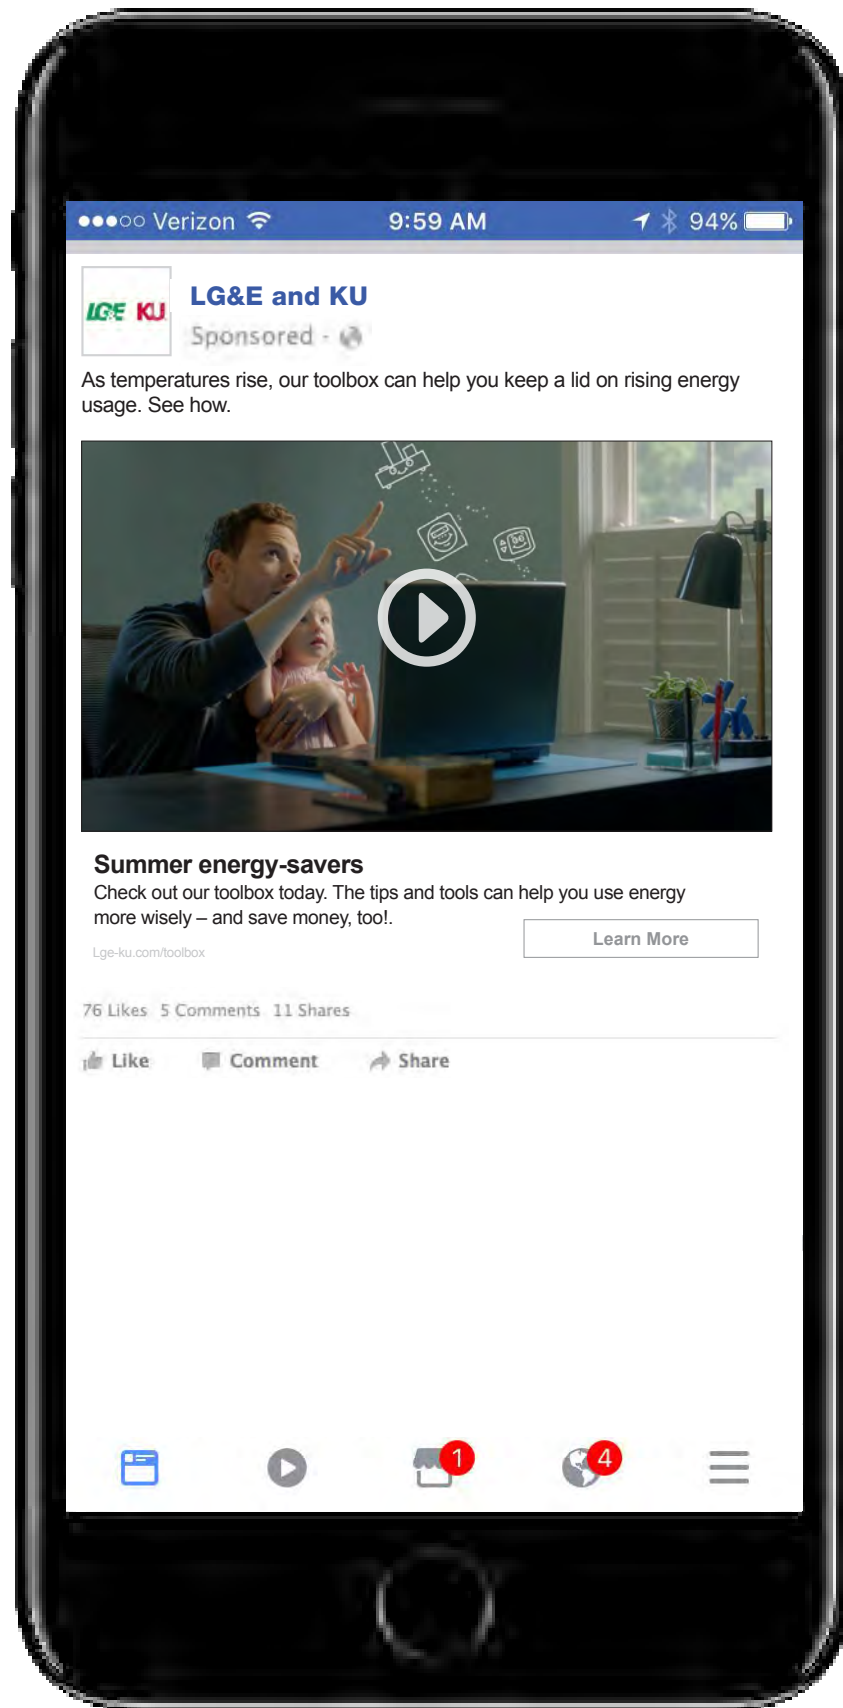 Verizon 9:59 AM 94%
LG&E KU LG&E and KU
Sponsored -
As temperatures rise, our toolbox can help you keep a lid on rising energy
usage. See how.
Summer energy-savers
Check out our toolbox today. The tips and tools can help you use energy
more wisely – and save money, too!.
Learn More
Lge-ku.com/toolbox
76 Likes 5 Comments 11 Shares
Like Comment Share
1 4